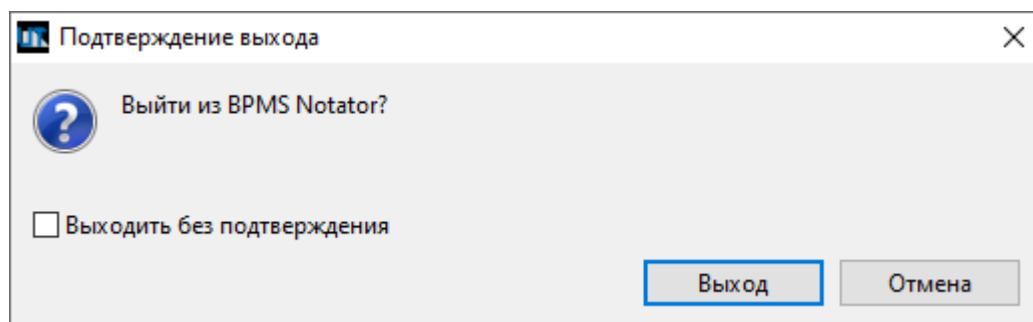 Подтверждение выхода
Выйти из BPMS Notator?
Выходить без подтверждения
Выход Отмена